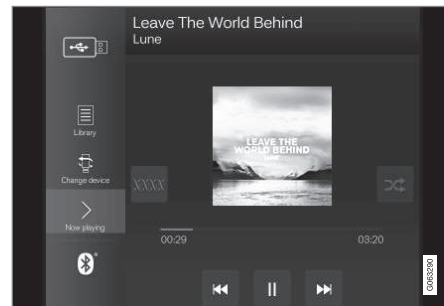 Leave The World Behind
Lune
Library
Change device
Now playing
LEAVE THE
WORLD BEHIND
LUNE
XXXX
00:29
03:20
G063290